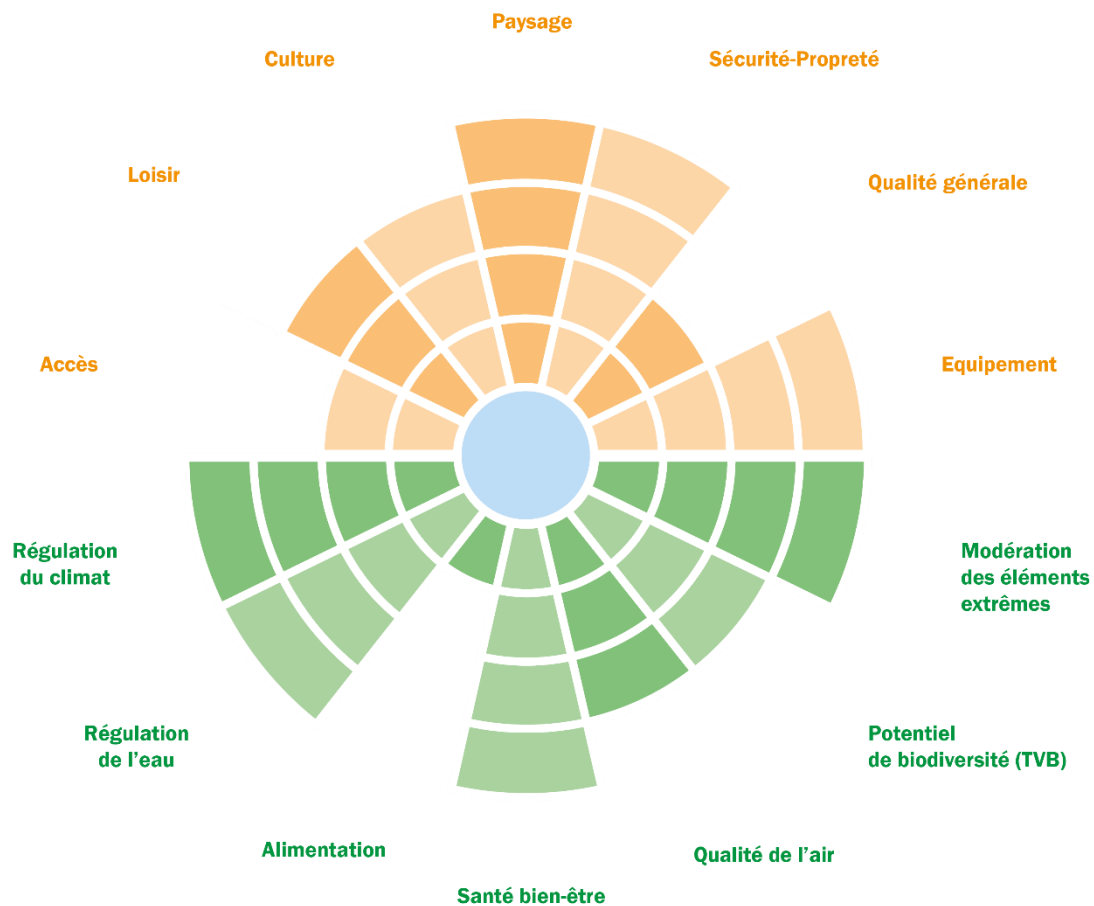 Paysage
Culture
Sécurité-Propreté
Loisir
Qualité générale
Accès
Equipement
Régulation
du climat
Modération
des éléments
extrêmes
Régulation
de l'eau
Potentiel
de biodiversité (TVB)
Alimentation
Qualité de l'air
Santé bien-être